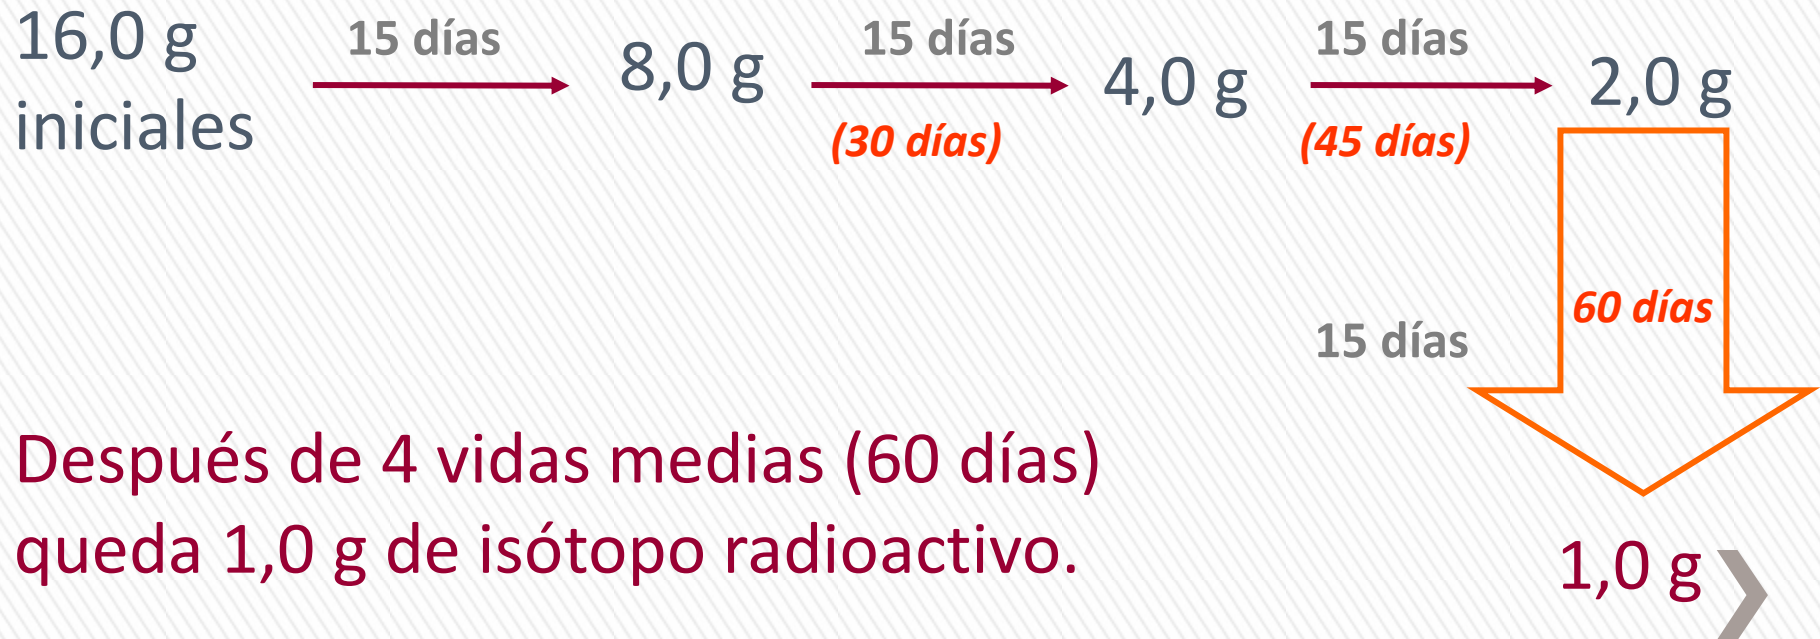 16,0 g
iniciales
15 días
8,0 g
15 días
(30 días)
4,0 g
15 días
(45 días)
2,0 g
15 días
60 días
1,0 g
Después de 4 vidas medias (60 días)
queda 1,0 g de isótopo radioactivo.